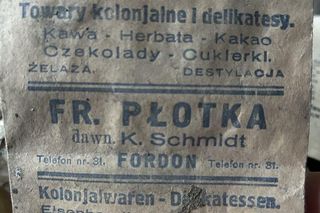 Towary kolonjalne i delikatesy.
Kawa - Herbata - Kakao
Czekolady - Cukierki.
ŻELAZA. DESTYLACJA
FR. PŁOTKA
dawn. K. Schmidt
Telefon nr. 31. FORDON Telefon nr. 31.
Kolonjalwaren - Delikatessen.